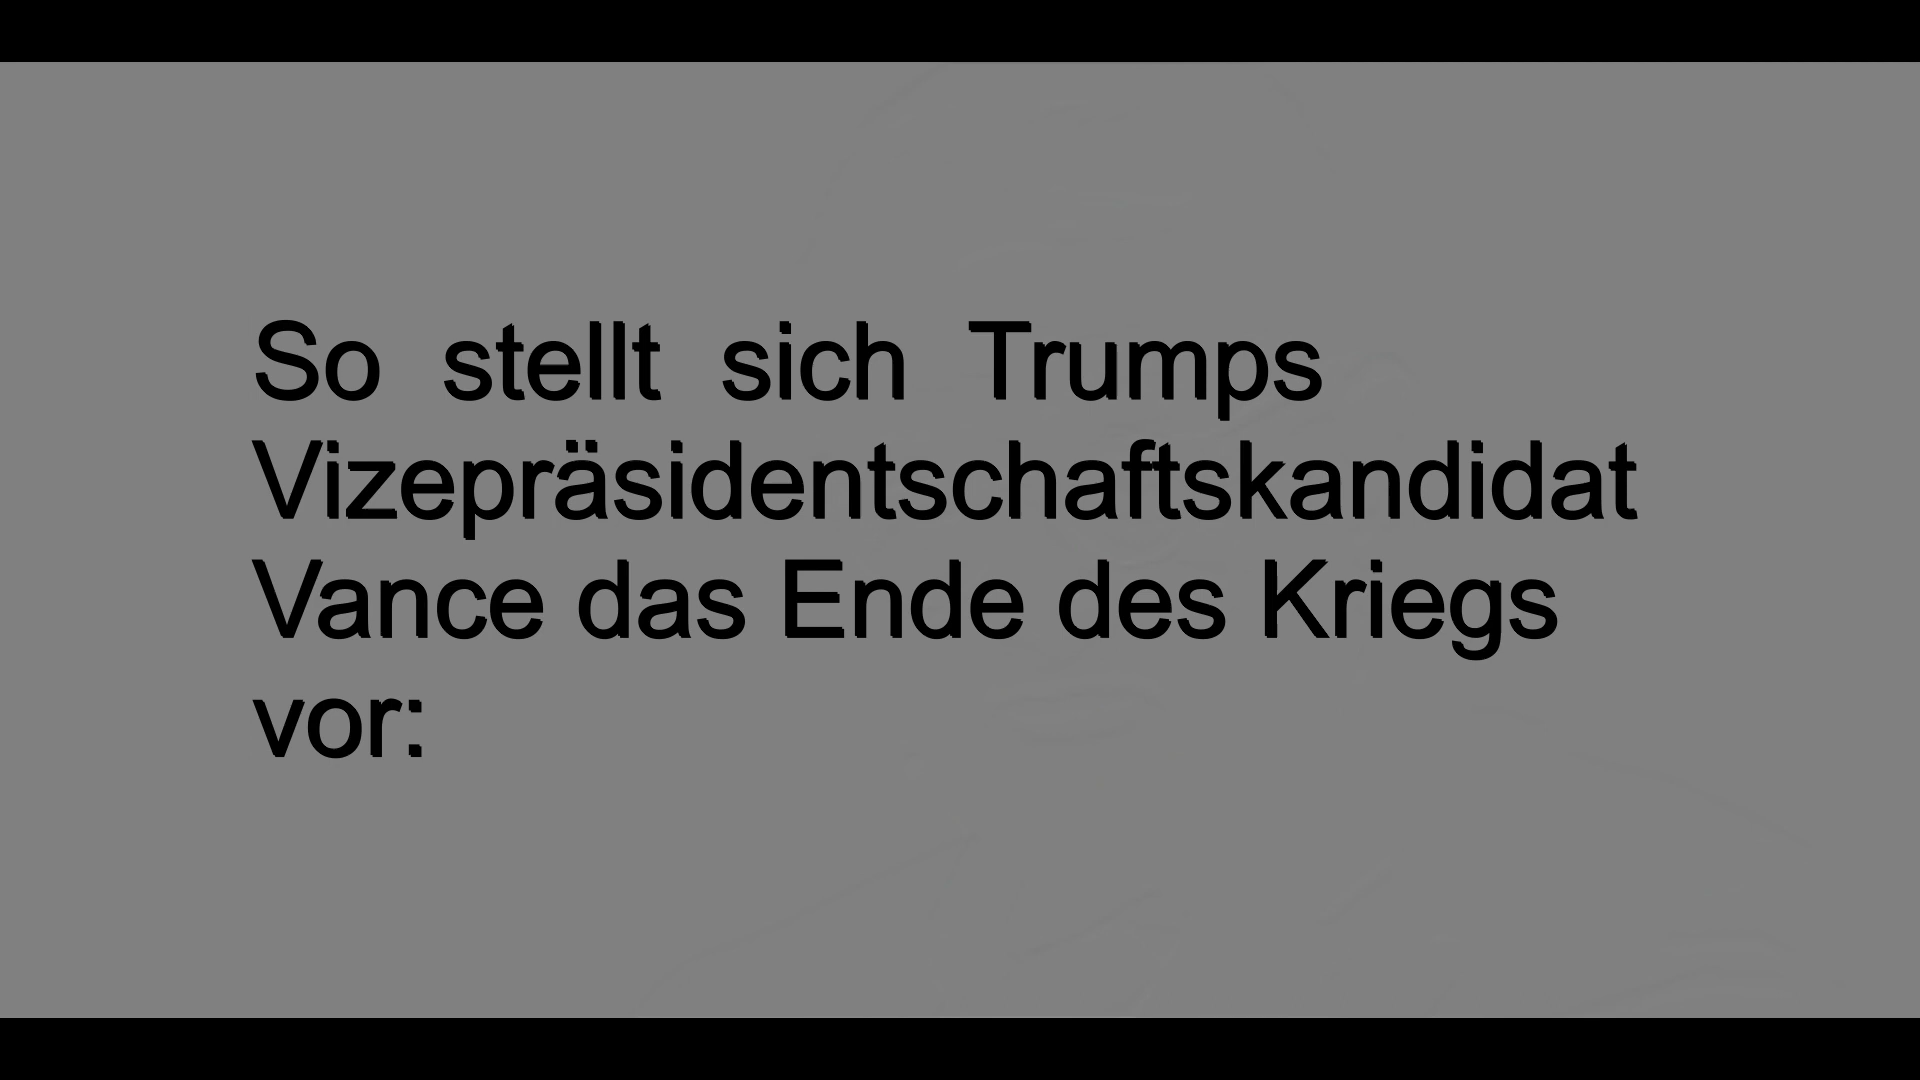 So stellt sich Trumps
Vizepräsidentschaftskandidat
Vance das Ende des Kriegs
vor: